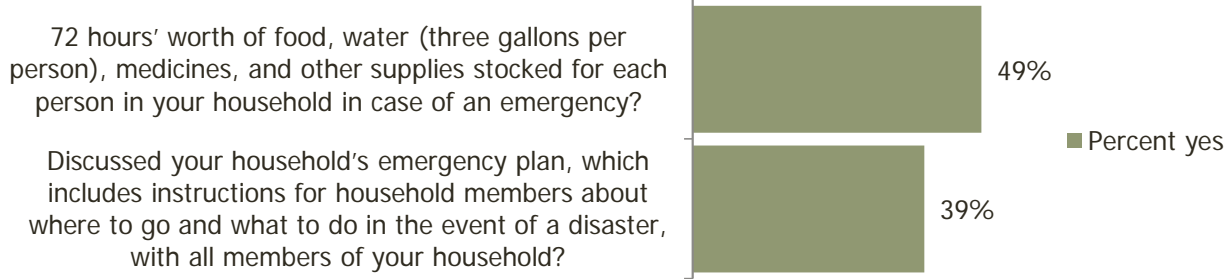 72 hours' worth of food, water (three gallons per
person), medicines, and other supplies stocked for each
person in your household in case of an emergency?
49%
Discussed your household's emergency plan, which
includes instructions for household members about
where to go and what to do in the event of a disaster,
with all members of your household?
39%
Percent yes